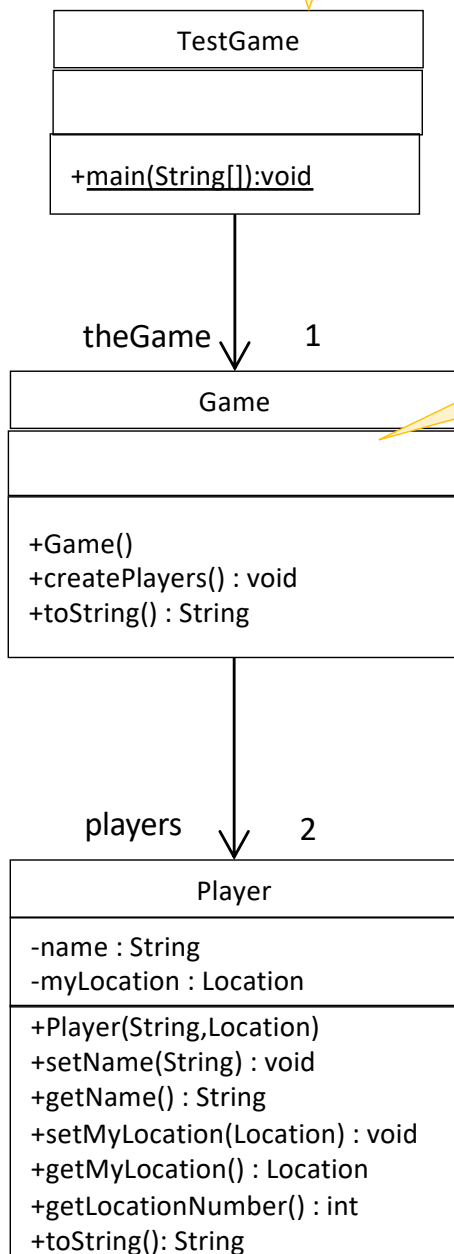 TestGame
+main(String[]):void
theGame 1
Game
+Game()
+createPlayers() : void
+toString() : String
players 2
Player
-name : String
-myLocation : Location
+Player(String,Location)
+setName(String) : void
+getName() : String
+setMyLocation(Location) : void
+getMyLocation() : Location
+getLocationNumber() : int
+toString(): String